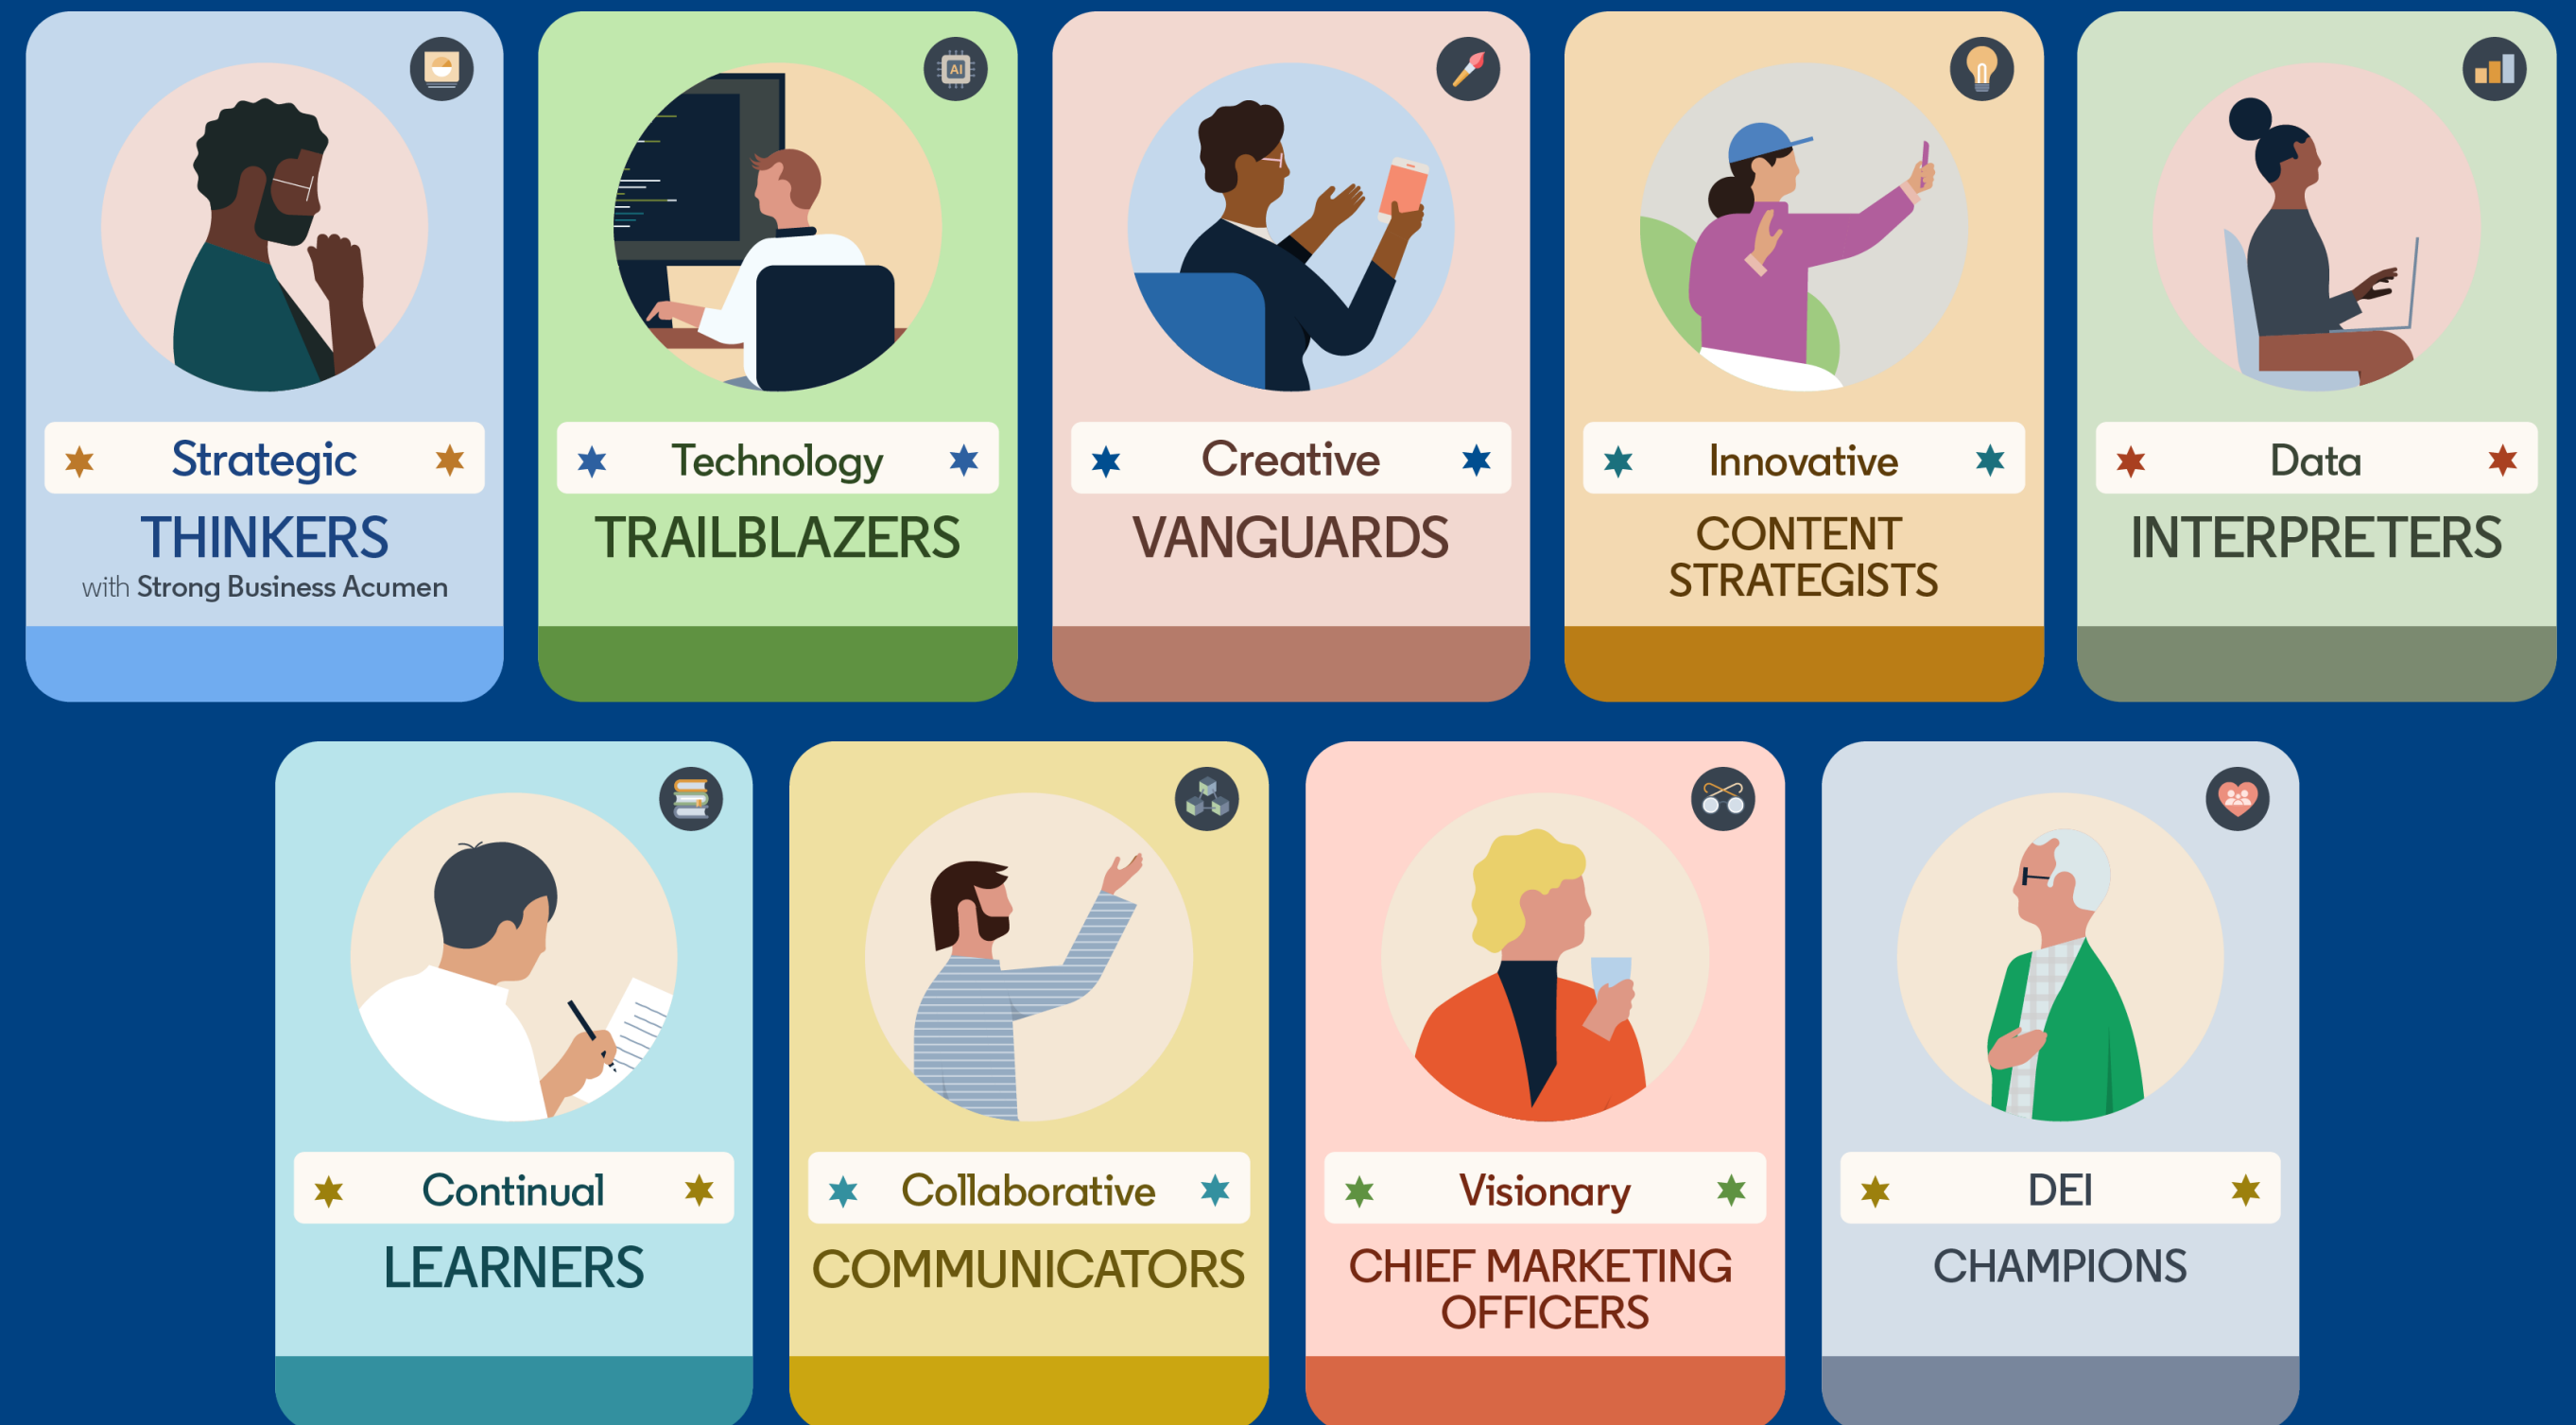 AI
Strategic
THINKERS
with Strong Business Acumen
Technology
TRAILBLAZERS
Creative
VANGUARDS
Innovative
CONTENT
STRATEGISTS
Data
INTERPRETERS
Continual
LEARNERS
Collaborative
COMMUNICATORS
Visionary
CHIEF MARKETING
OFFICERS
DEI
CHAMPIONS